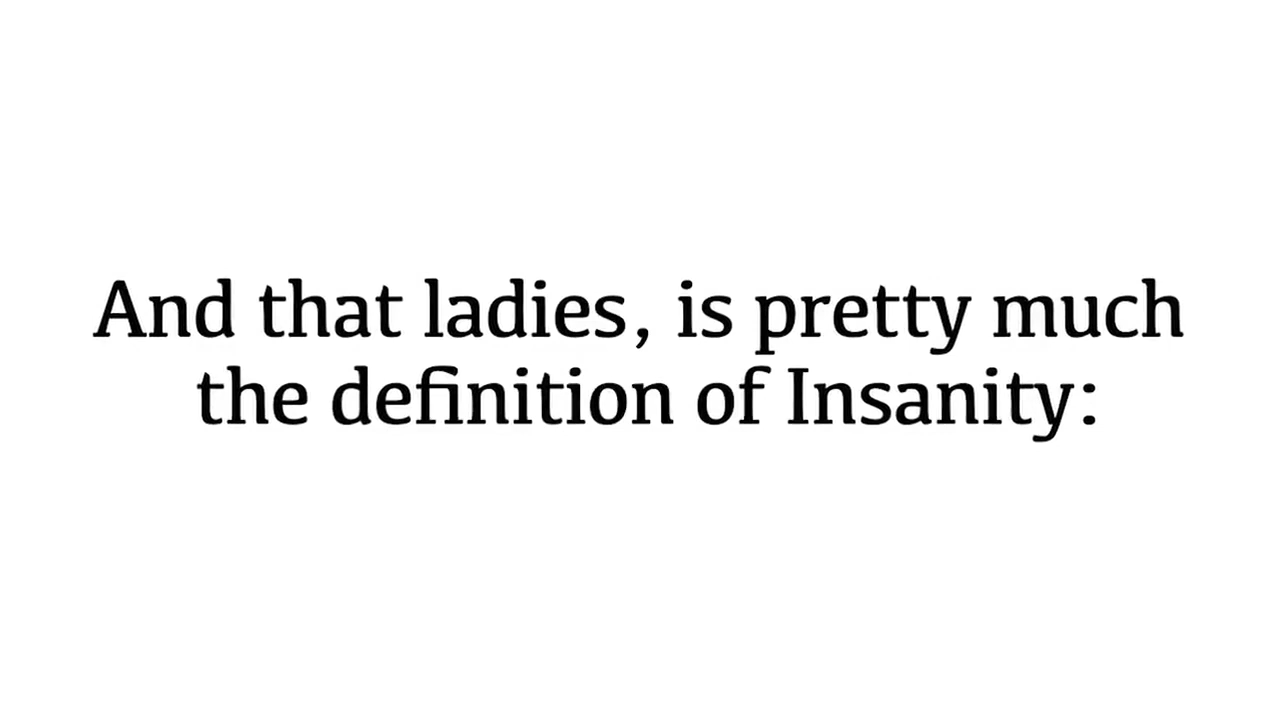 And that ladies, is pretty much
the definition of Insanity: